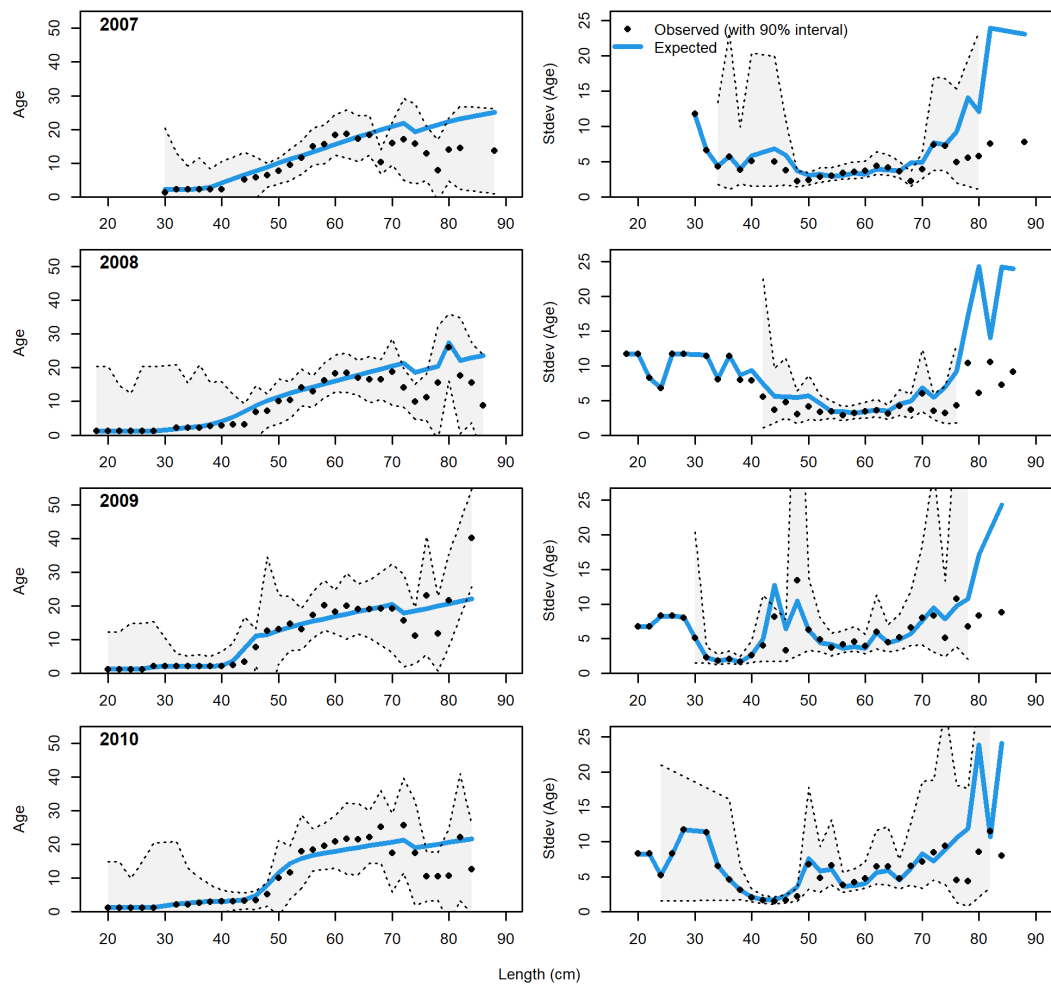 2007
Age
0 10 20 30 40 50
20 30 40 50 60 70 80 90
Observed (with 90% interval)
Expected
Stdev (Age)
0 5 10 15 20 25
20 30 40 50 60 70 80 90
2008
Age
0 10 20 30 40 50
20 30 40 50 60 70 80 90
Stdev (Age)
0 5 10 15 20 25
20 30 40 50 60 70 80 90
2009
Age
0 10 20 30 40 50
20 30 40 50 60 70 80 90
Stdev (Age)
0 5 10 15 20 25
20 30 40 50 60 70 80 90
2010
Age
0 10 20 30 40 50
20 30 40 50 60 70 80 90
Stdev (Age)
0 5 10 15 20 25
20 30 40 50 60 70 80 90
Length (cm)